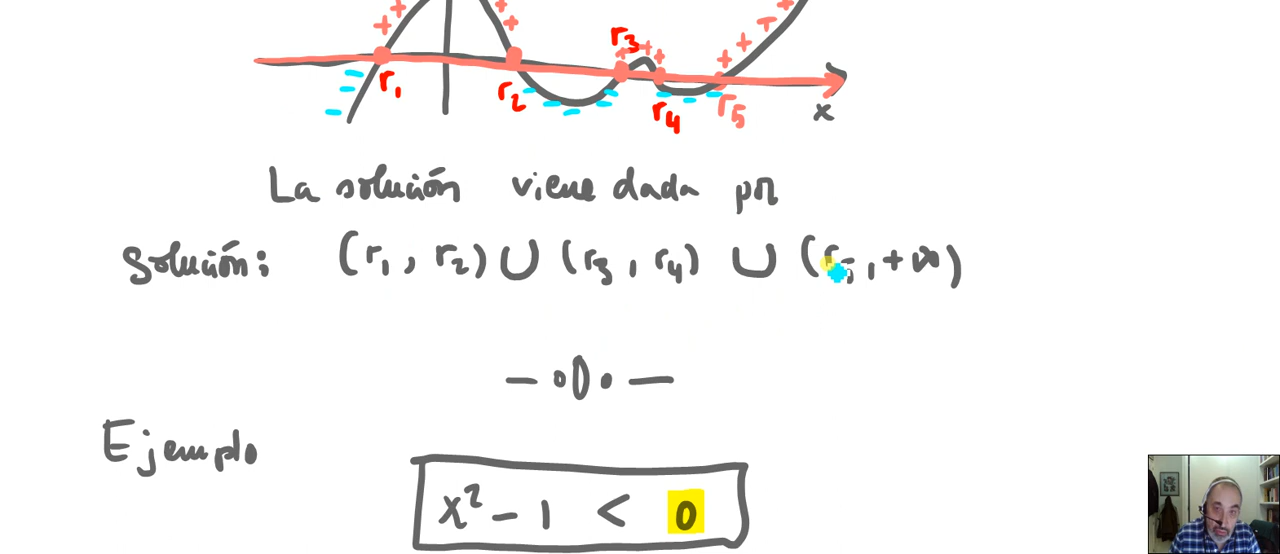 + + + + + + + + + +
r₃ + + +
r₁ r₂ r₄ r₅ x
La solución viene dada por
Solución: (r₁, r₂) ∪ (r₃, r₄) ∪ (r₅, +∞)
Ejemplo
x² - 1 < 0